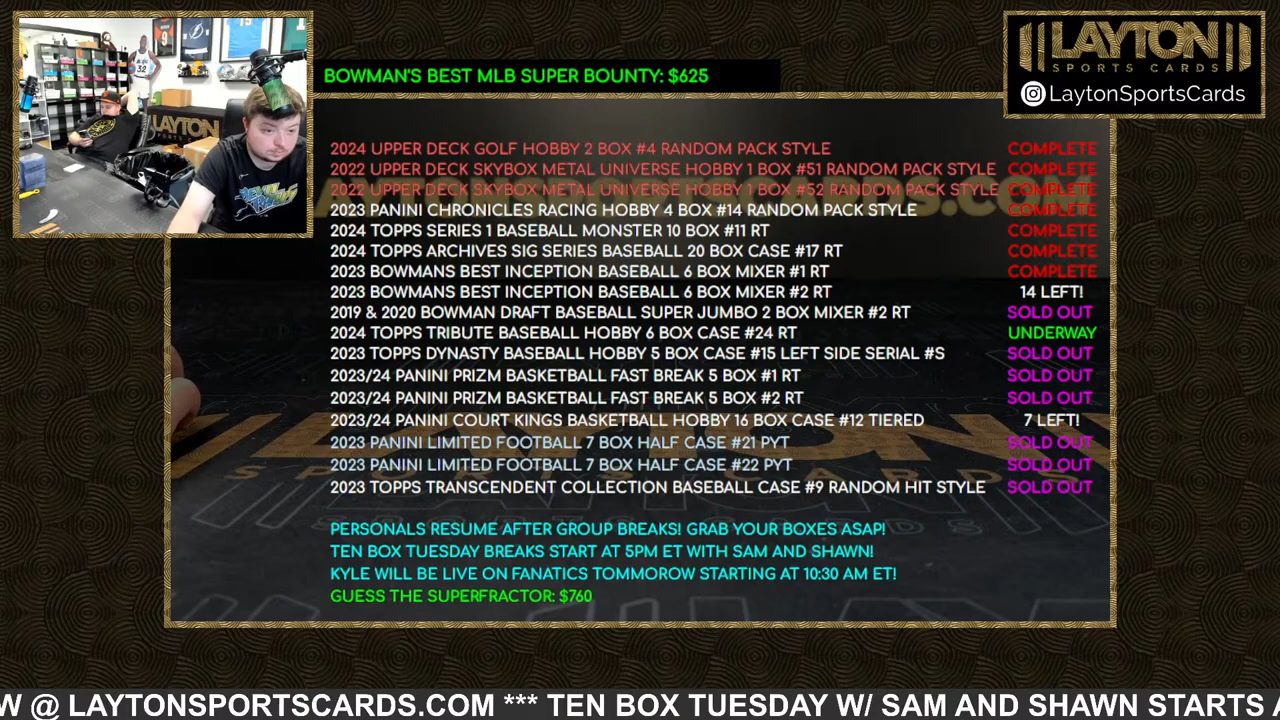 BOWMAN'S BEST MLB SUPER BOUNTY: $625
LAYTON
SPORTS CARDS
LaytonSportsCards
2024 UPPER DECK GOLF HOBBY 2 BOX #4 RANDOM PACK STYLE COMPLETE
2022 UPPER DECK SKYBOX METAL UNIVERSE HOBBY 1 BOX #51 RANDOM PACK STYLE COMPLETE
2022 UPPER DECK SKYBOX METAL UNIVERSE HOBBY 1 BOX #52 RANDOM PACK STYLE COMPLETE
2023 PANINI CHRONICLES RACING HOBBY 4 BOX #14 RANDOM PACK STYLE COMPLETE
2024 TOPPS SERIES 1 BASEBALL MONSTER 10 BOX #11 RT COMPLETE
2024 TOPPS ARCHIVES SIG SERIES BASEBALL 20 BOX CASE #17 RT COMPLETE
2023 BOWMANS BEST INCEPTION BASEBALL 6 BOX MIXER #1 RT COMPLETE
2023 BOWMANS BEST INCEPTION BASEBALL 6 BOX MIXER #2 RT 14 LEFT!
2019 & 2020 BOWMAN DRAFT BASEBALL SUPER JUMBO 2 BOX MIXER #2 RT SOLD OUT
2024 TOPPS TRIBUTE BASEBALL HOBBY 6 BOX CASE #24 RT UNDERWAY
2023 TOPPS DYNASTY BASEBALL HOBBY 5 BOX CASE #15 LEFT SIDE SERIAL #S SOLD OUT
2023/24 PANINI PRIZM BASKETBALL FAST BREAK 5 BOX #1 RT SOLD OUT
2023/24 PANINI PRIZM BASKETBALL FAST BREAK 5 BOX #2 RT SOLD OUT
2023/24 PANINI COURT KINGS BASKETBALL HOBBY 16 BOX CASE #12 TIERED 7 LEFT!
2023 PANINI LIMITED FOOTBALL 7 BOX HALF CASE #21 PYT SOLD OUT
2023 PANINI LIMITED FOOTBALL 7 BOX HALF CASE #22 PYT SOLD OUT
2023 TOPPS TRANSCENDENT COLLECTION BASEBALL CASE #9 RANDOM HIT STYLE SOLD OUT
PERSONALS RESUME AFTER GROUP BREAKS! GRAB YOUR BOXES ASAP!
TEN BOX TUESDAY BREAKS START AT 5PM ET WITH SAM AND SHAWN!
KYLE WILL BE LIVE ON FANATICS TOMMOROW STARTING AT 10:30 AM ET!
GUESS THE SUPERFRACTOR: $760
W @ LAYTONSPORTSCARDS.COM *** TEN BOX TUESDAY W/ SAM AND SHAWN STARTS A